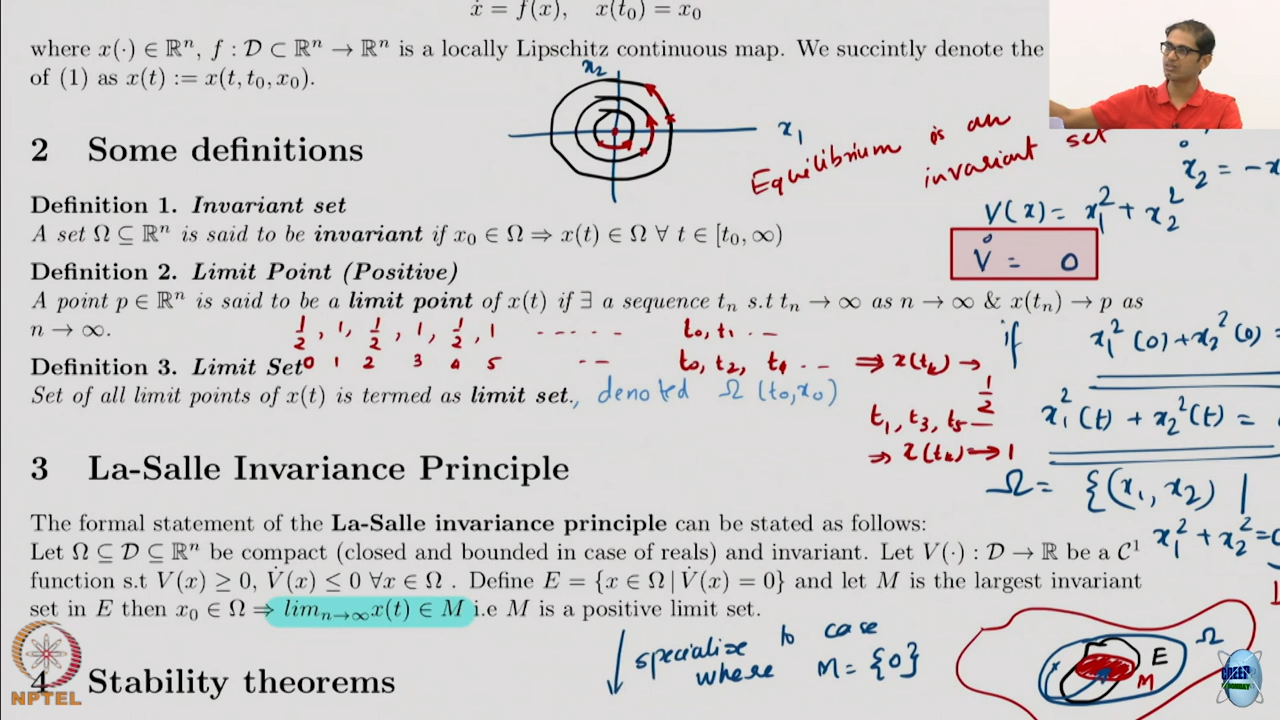 ẋ = f(x), x(t₀) = x₀
where x(·) ∈ ℝⁿ, f : 𝒟 ⊂ ℝⁿ → ℝⁿ is a locally Lipschitz continuous map. We succintly denote the
of (1) as x(t) := x(t, t₀, x₀).
x₂
x₁
Equilibrium is an
invariant set
ẋ₂ = −x
V(x) = x₁² + x₂²
V̇ = 0
2 Some definitions
Definition 1. Invariant set
A set Ω ⊆ ℝⁿ is said to be invariant if x₀ ∈ Ω ⇒ x(t) ∈ Ω ∀ t ∈ [t₀, ∞)
Definition 2. Limit Point (Positive)
A point p ∈ ℝⁿ is said to be a limit point of x(t) if ∃ a sequence tₙ s.t tₙ → ∞ as n → ∞ & x(tₙ) → p as
n → ∞.
1/2, 1, 1/2, 1, 1/2, 1 ......
t₀, t₁ ..
0 1 2 3 4 5 ..
t₀, t₂, t₄ ... ⇒ x(tₖ) → 1/2
t₁, t₃, t₅ —
⇒ x(tₖ) → 1
if x₁²(0) + x₂²(0) =
x₁²(t) + x₂²(t) =
Ω = {(x₁, x₂) |
x₁² + x₂² =
Definition 3. Limit Set
Set of all limit points of x(t) is termed as limit set., denoted Ω(t₀, x₀)
3 La-Salle Invariance Principle
The formal statement of the La-Salle invariance principle can be stated as follows:
Let Ω ⊆ 𝒟 ⊆ ℝⁿ be compact (closed and bounded in case of reals) and invariant. Let V(·) : 𝒟 → ℝ be a 𝒞¹
function s.t V(x) ≥ 0, V̇(x) ≤ 0 ∀x ∈ Ω . Define E = {x ∈ Ω | V̇(x) = 0} and let M is the largest invariant
set in E then x₀ ∈ Ω ⇒ limₙ→∞x(t) ∈ M i.e M is a positive limit set.
specialize to case
where M = {0}
Ω
E
M
4 Stability theorems
NPTEL